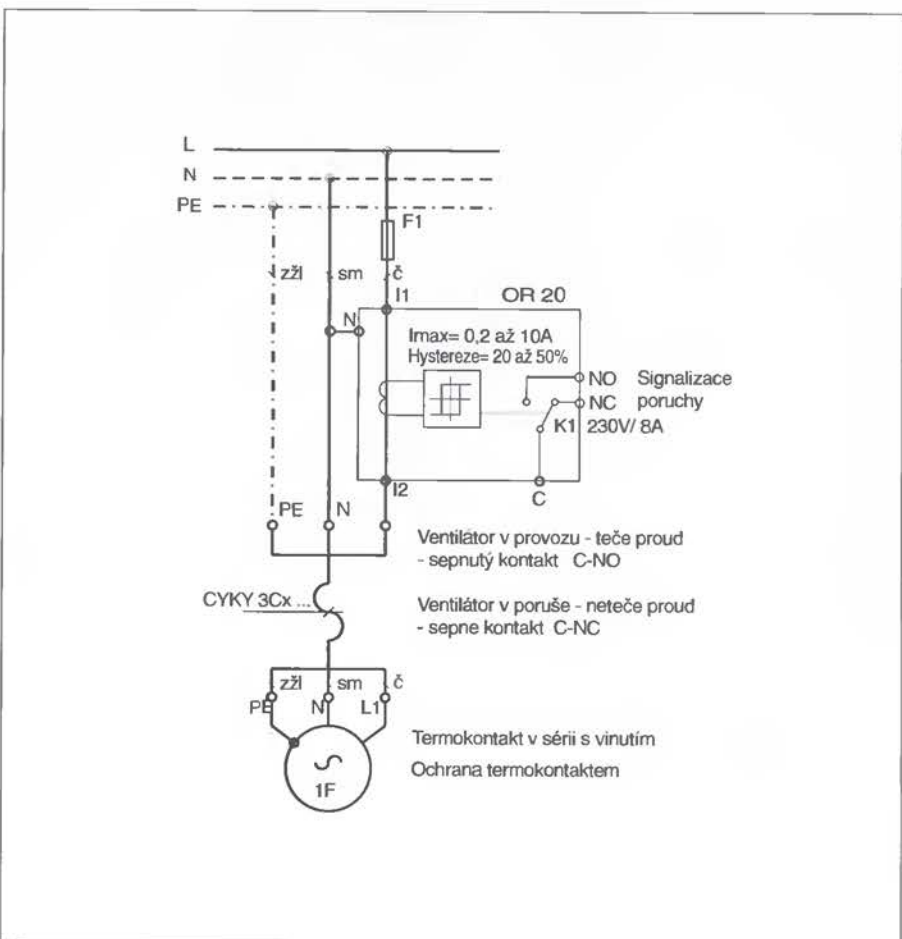 L
N
PE
F1
zžl
sm
č
I1
OR 20
N
Imax= 0,2 až 10A
Hystereze= 20 až 50%
NO Signalizace
NC poruchy
K1 230V/ 8A
I2
C
PE
N
Ventilátor v provozu - teče proud
- sepnutý kontakt C-NO
CYKY 3Cx ...
Ventilátor v poruše - neteče proud
- sepne kontakt C-NC
zžl
sm
č
PE
N
L1
Termokontakt v sérii s vinutím
Ochrana termokontaktem
1F